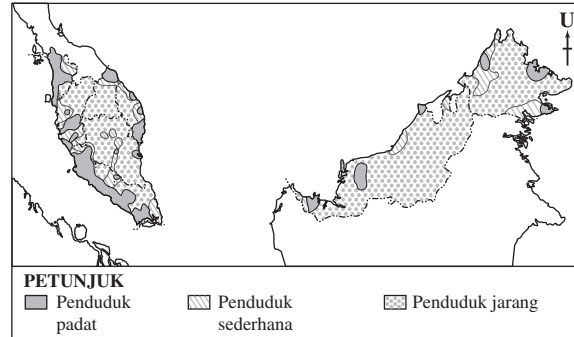 U
PETUNJUK
Penduduk padat
Penduduk sederhana
Penduduk jarang